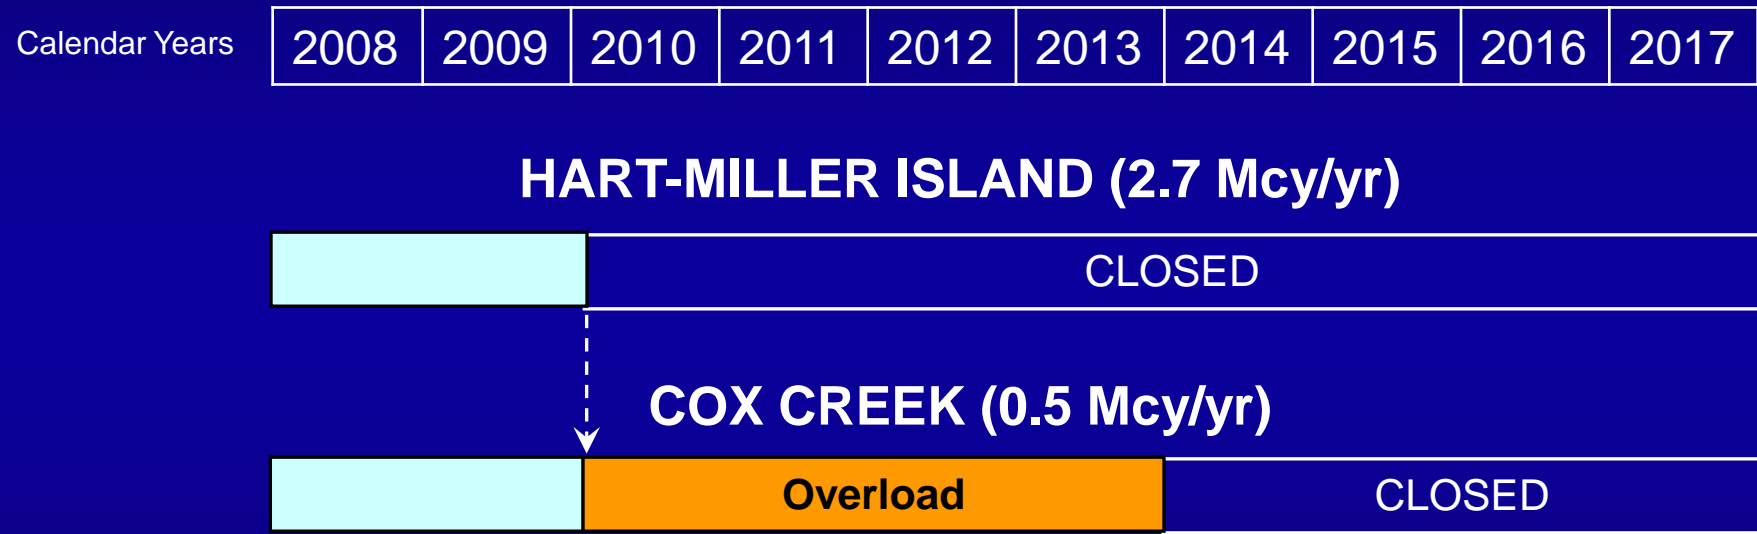 Calendar Years 2008 2009 2010 2011 2012 2013 2014 2015 2016 2017
HART-MILLER ISLAND (2.7 Mcy/yr)
CLOSED
COX CREEK (0.5 Mcy/yr)
Overload CLOSED